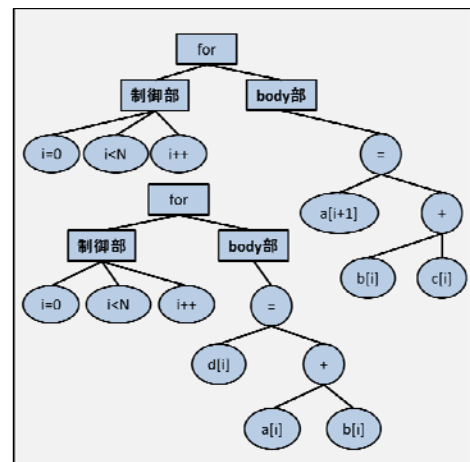 for
制御部 body部
i=0 i<N i++ =
a[i+1] +
b[i] c[i]
for
制御部 body部
i=0 i<N i++ =
d[i] +
a[i] b[i]